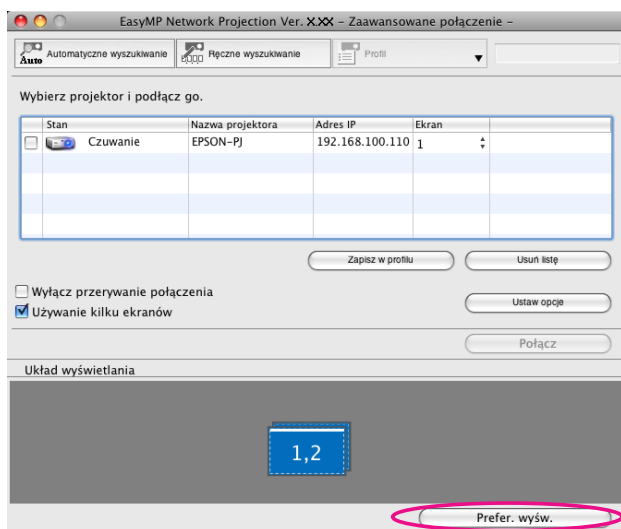 EasyMP Network Projection Ver. X.XX – Zaawansowane połączenie –
Auto Automatyczne wyszukiwanie Ręczne wyszukiwanie Profil
Wybierz projektor i podłącz go.
Stan Nazwa projektora Adres IP Ekran
Czuwanie EPSON-PJ 192.168.100.110 1
Zapisz w profilu Usuń listę
Wyłącz przerywanie połączenia
Ustaw opcje
Używanie kilku ekranów
Połącz
Układ wyświetlania
1,2
Prefer. wyśw.